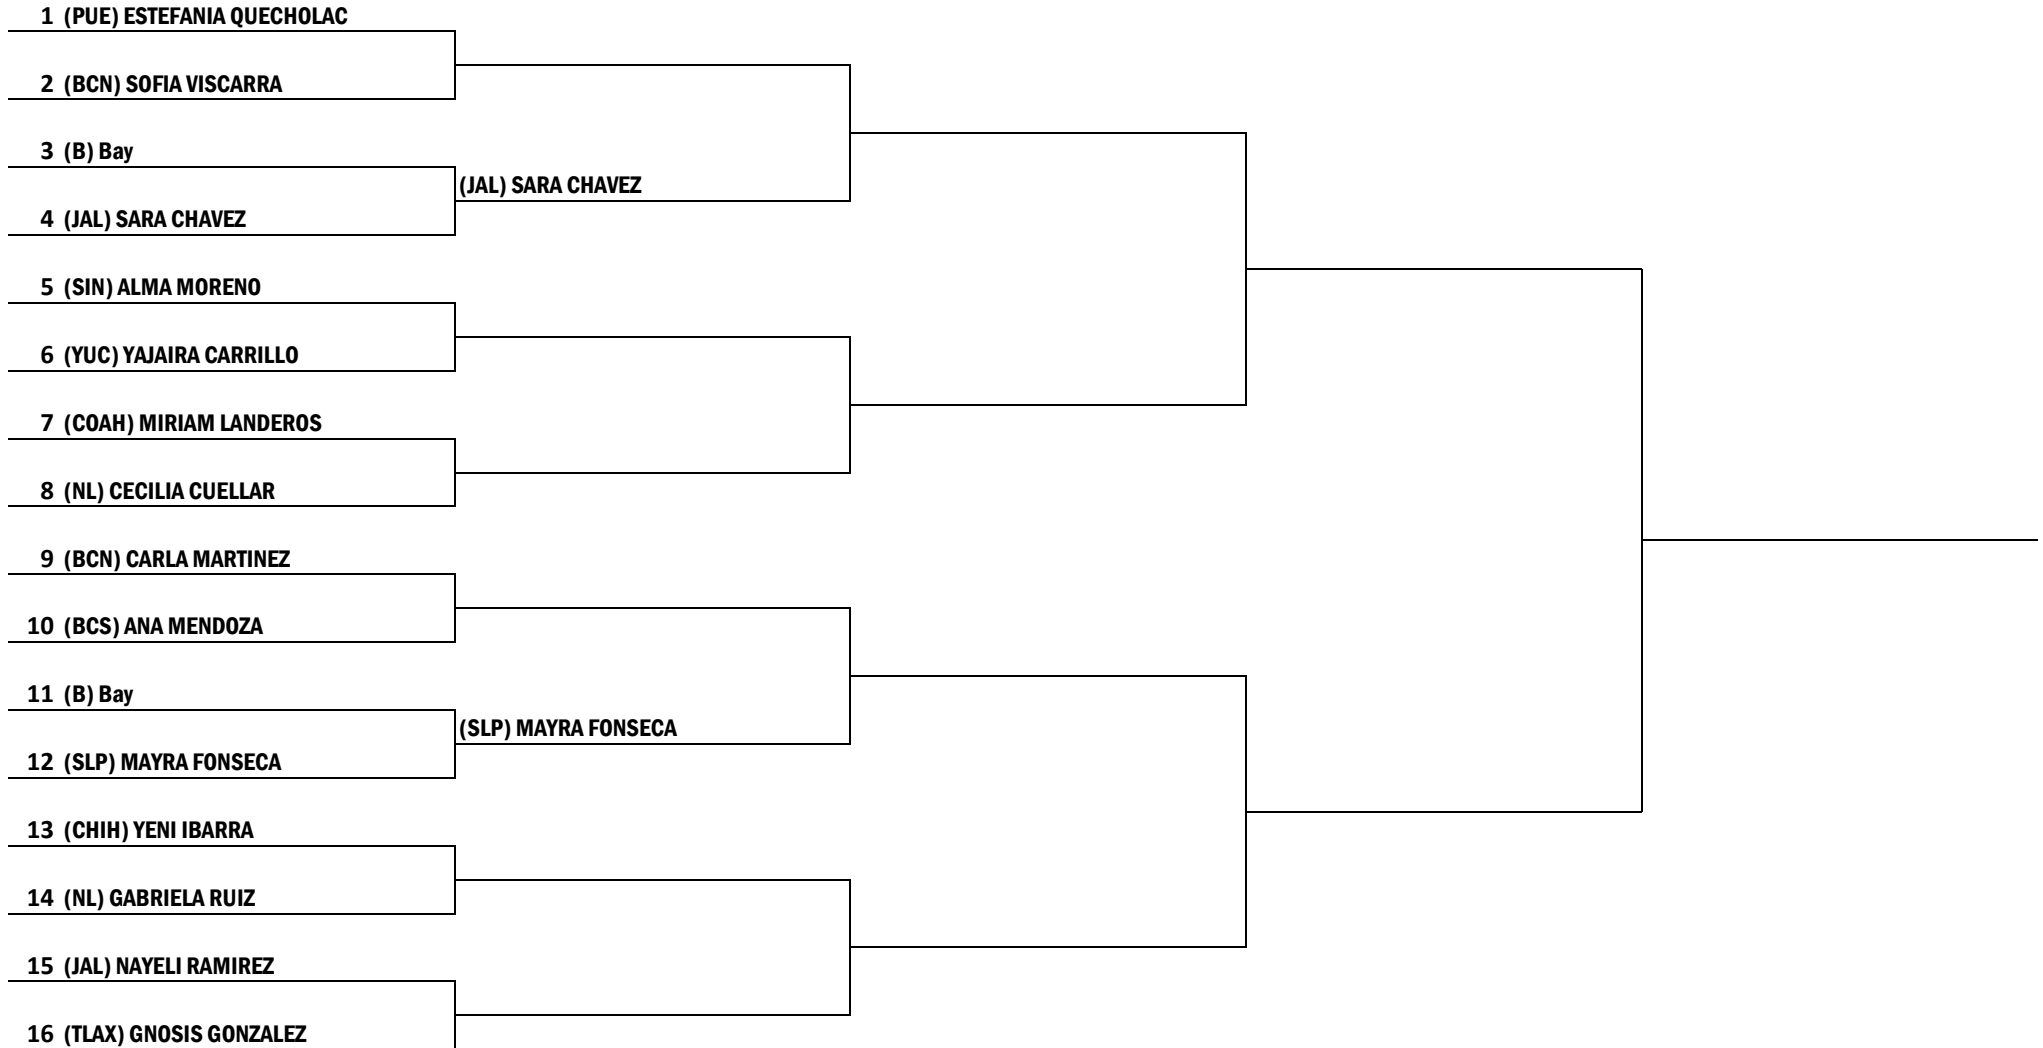 1 (PUE) ESTEFANIA QUECHOLAC
2 (BCN) SOFIA VISCARRA
3 (B) Bay
(JAL) SARA CHAVEZ
4 (JAL) SARA CHAVEZ
5 (SIN) ALMA MORENO
6 (YUC) YAJAIRA CARRILLO
7 (COAH) MIRIAM LANDEROS
8 (NL) CECILIA CUELLAR
9 (BCN) CARLA MARTINEZ
10 (BCS) ANA MENDOZA
11 (B) Bay
(SLP) MAYRA FONSECA
12 (SLP) MAYRA FONSECA
13 (CHIH) YENI IBARRA
14 (NL) GABRIELA RUIZ
15 (JAL) NAYELI RAMIREZ
16 (TLAX) GNOSIS GONZALEZ